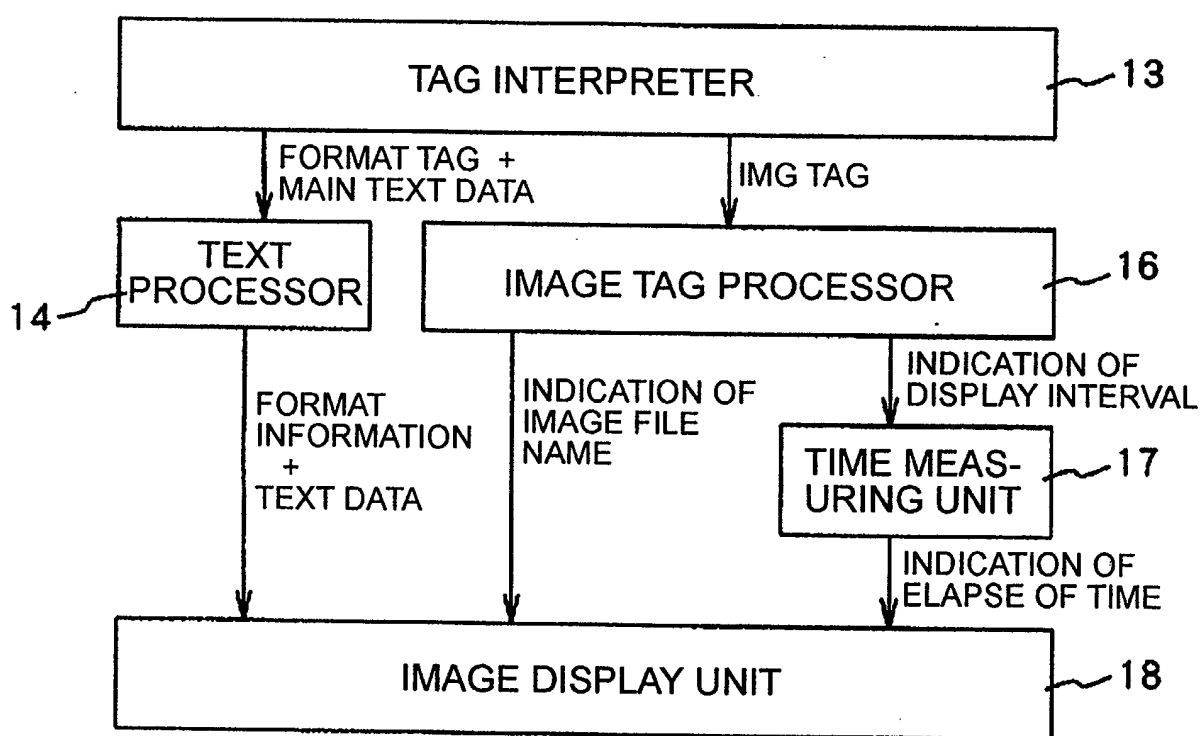 TAG INTERPRETER
13
FORMAT TAG +
MAIN TEXT DATA
IMG TAG
TEXT
PROCESSOR
14
IMAGE TAG PROCESSOR
16
FORMAT
INFORMATION
+
TEXT DATA
INDICATION OF
IMAGE FILE
NAME
INDICATION OF
DISPLAY INTERVAL
TIME MEAS-
URING UNIT
17
INDICATION OF
ELAPSE OF TIME
IMAGE DISPLAY UNIT
18